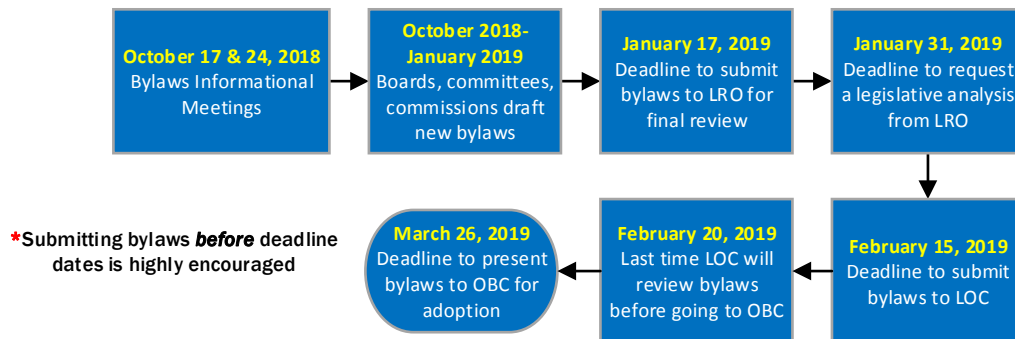 October 17 & 24, 2018
Bylaws Informational
Meetings
October 2018-
January 2019
Boards, committees,
commissions draft
new bylaws
January 17, 2019
Deadline to submit
bylaws to LRO for
final review
January 31, 2019
Deadline to request
a legislative analysis
from LRO
February 15, 2019
Deadline to submit
bylaws to LOC
February 20, 2019
Last time LOC will
review bylaws
before going to OBC
March 26, 2019
Deadline to present
bylaws to OBC for
adoption
*Submitting bylaws before deadline
dates is highly encouraged